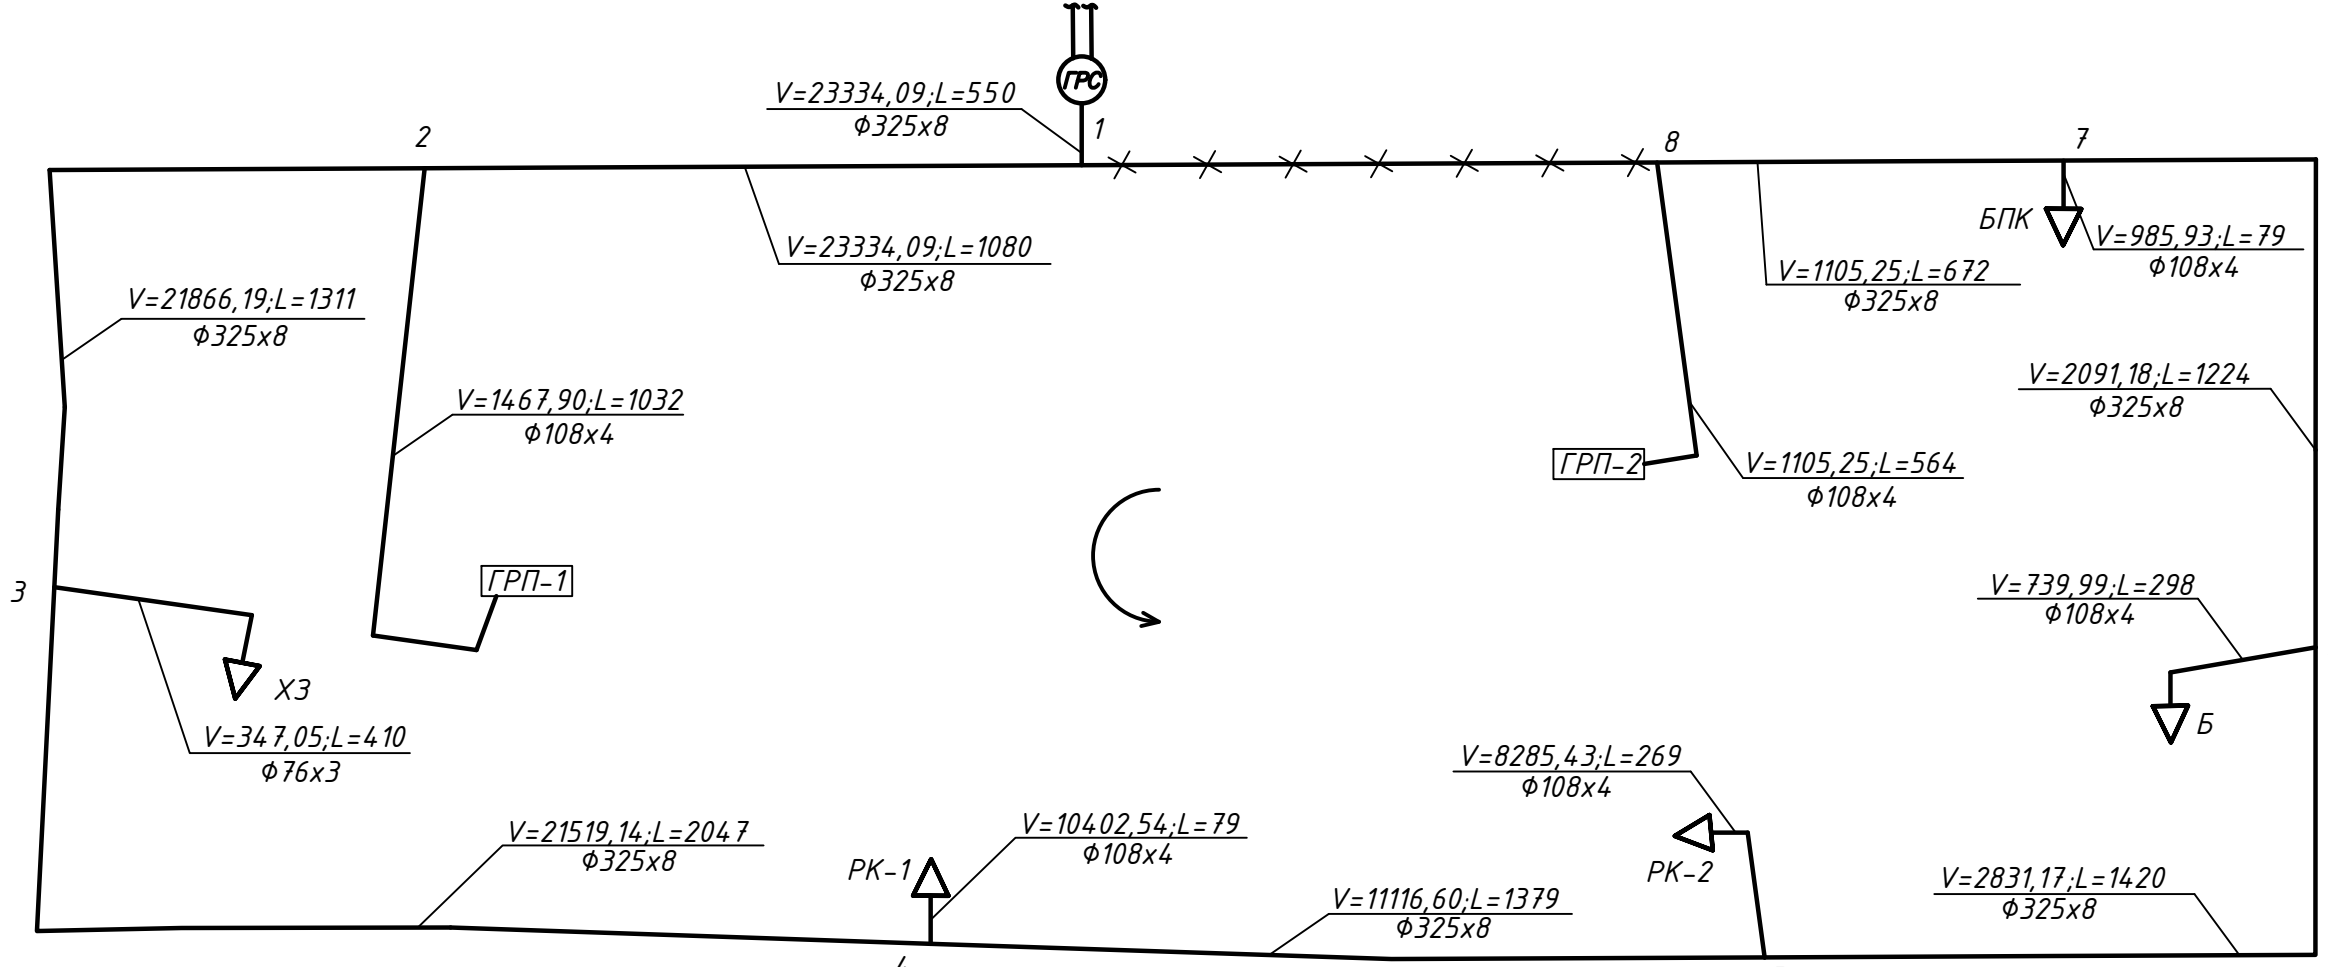 ГРС
V=23334,09;L=550
Ф325х8
1
2
8
7
V=23334,09;L=1080
Ф325х8
БПК
V=985,93;L=79
Ф108х4
V=1105,25;L=672
Ф325х8
V=21866,19;L=1311
Ф325х8
V=1467,90;L=1032
Ф108х4
V=2091,18;L=1224
Ф325х8
ГРП-2
V=1105,25;L=564
Ф108х4
3
ГРП-1
V=739,99;L=298
Ф108х4
ХЗ
V=347,05;L=410
Ф76х3
Б
V=8285,43;L=269
Ф108х4
V=21519,14;L=2047
Ф325х8
V=10402,54;L=79
Ф108х4
РК-1
РК-2
V=11116,60;L=1379
Ф325х8
V=2831,17;L=1420
Ф325х8